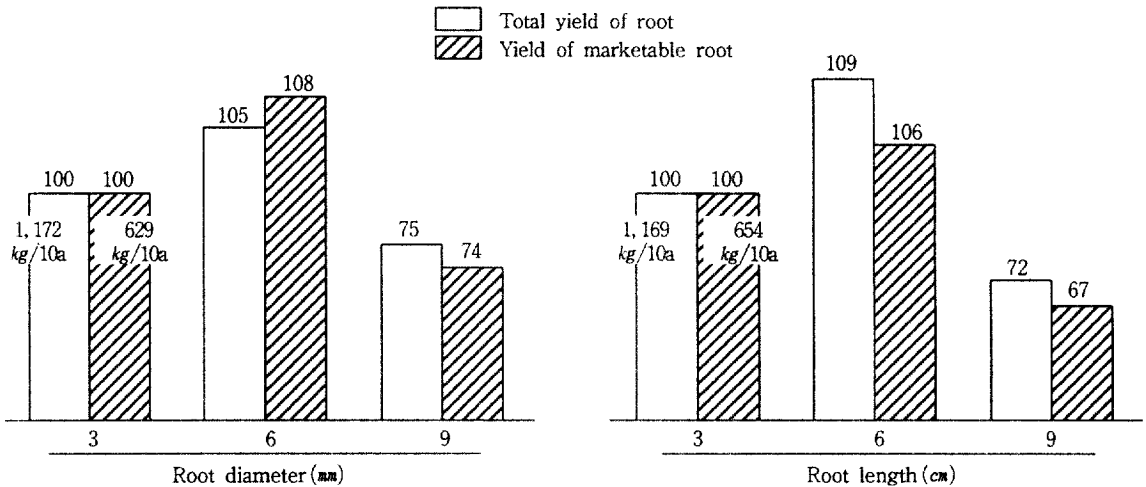 Total yield of root
Yield of marketable root
105
108
100 100
1,172
kg/10a
629
kg/10a
75
74
3 6 9
Root diameter(mm)
109
106
100 100
1,169
kg/10a
654
kg/10a
72
67
3 6 9
Root length(cm)